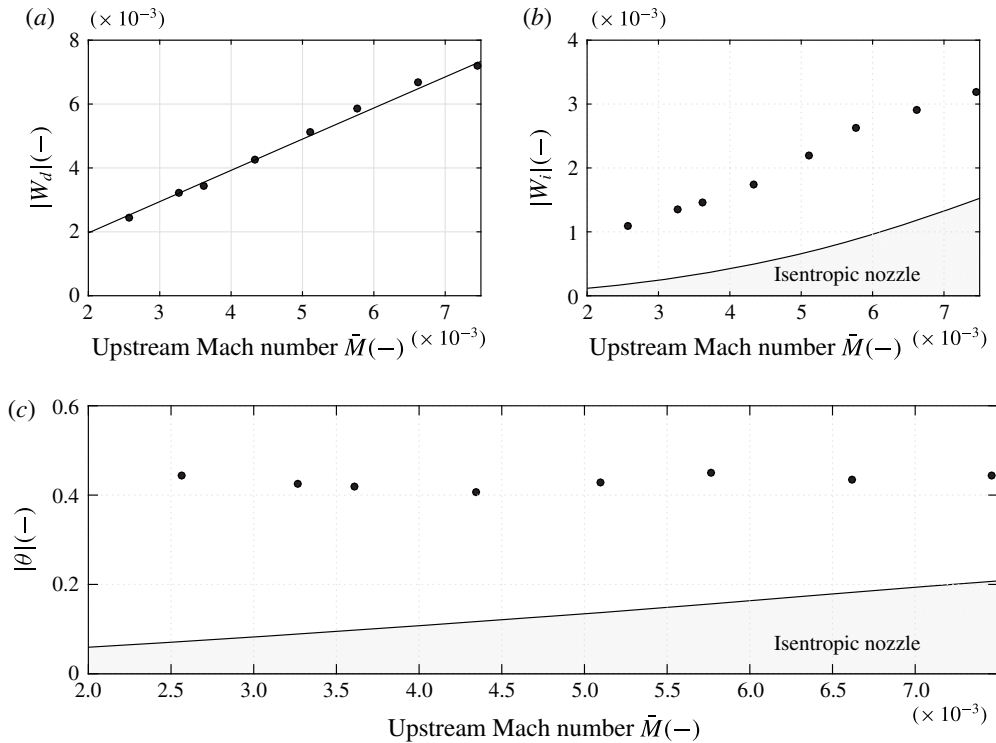 (a)
(× 10⁻³)
8
6
4
2
0
|W_d|(−)
2 3 4 5 6 7
Upstream Mach number M̄(−) (× 10⁻³)
(b)
(× 10⁻³)
4
3
2
1
0
|W_i|(−)
Isentropic nozzle
2 3 4 5 6 7
Upstream Mach number M̄(−) (× 10⁻³)
(c)
0.6
0.4
0.2
0
|θ|(−)
Isentropic nozzle
2.0 2.5 3.0 3.5 4.0 4.5 5.0 5.5 6.0 6.5 7.0
(× 10⁻³)
Upstream Mach number M̄(−)